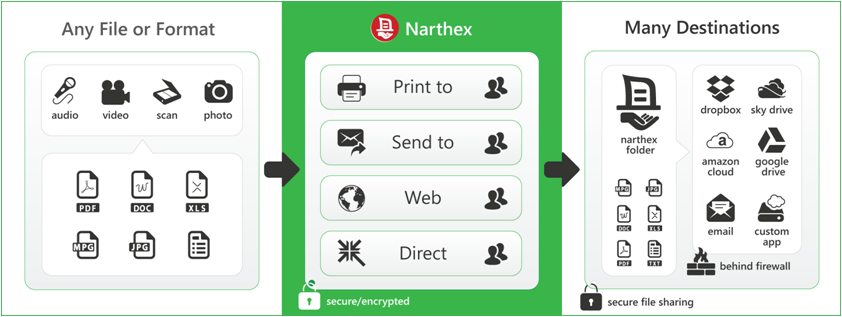 Any File or Format
audio
video
scan
photo
PDF
DOC
XLS
MPG
JPG
Narthex
Print to
Send to
Web
Direct
secure/encrypted
Many Destinations
narthex
folder
MPG
JPG
W
DOC
X
XLS
PDF
TXT
dropbox
sky drive
a
amazon
cloud
google
drive
email
custom
app
behind firewall
secure file sharing